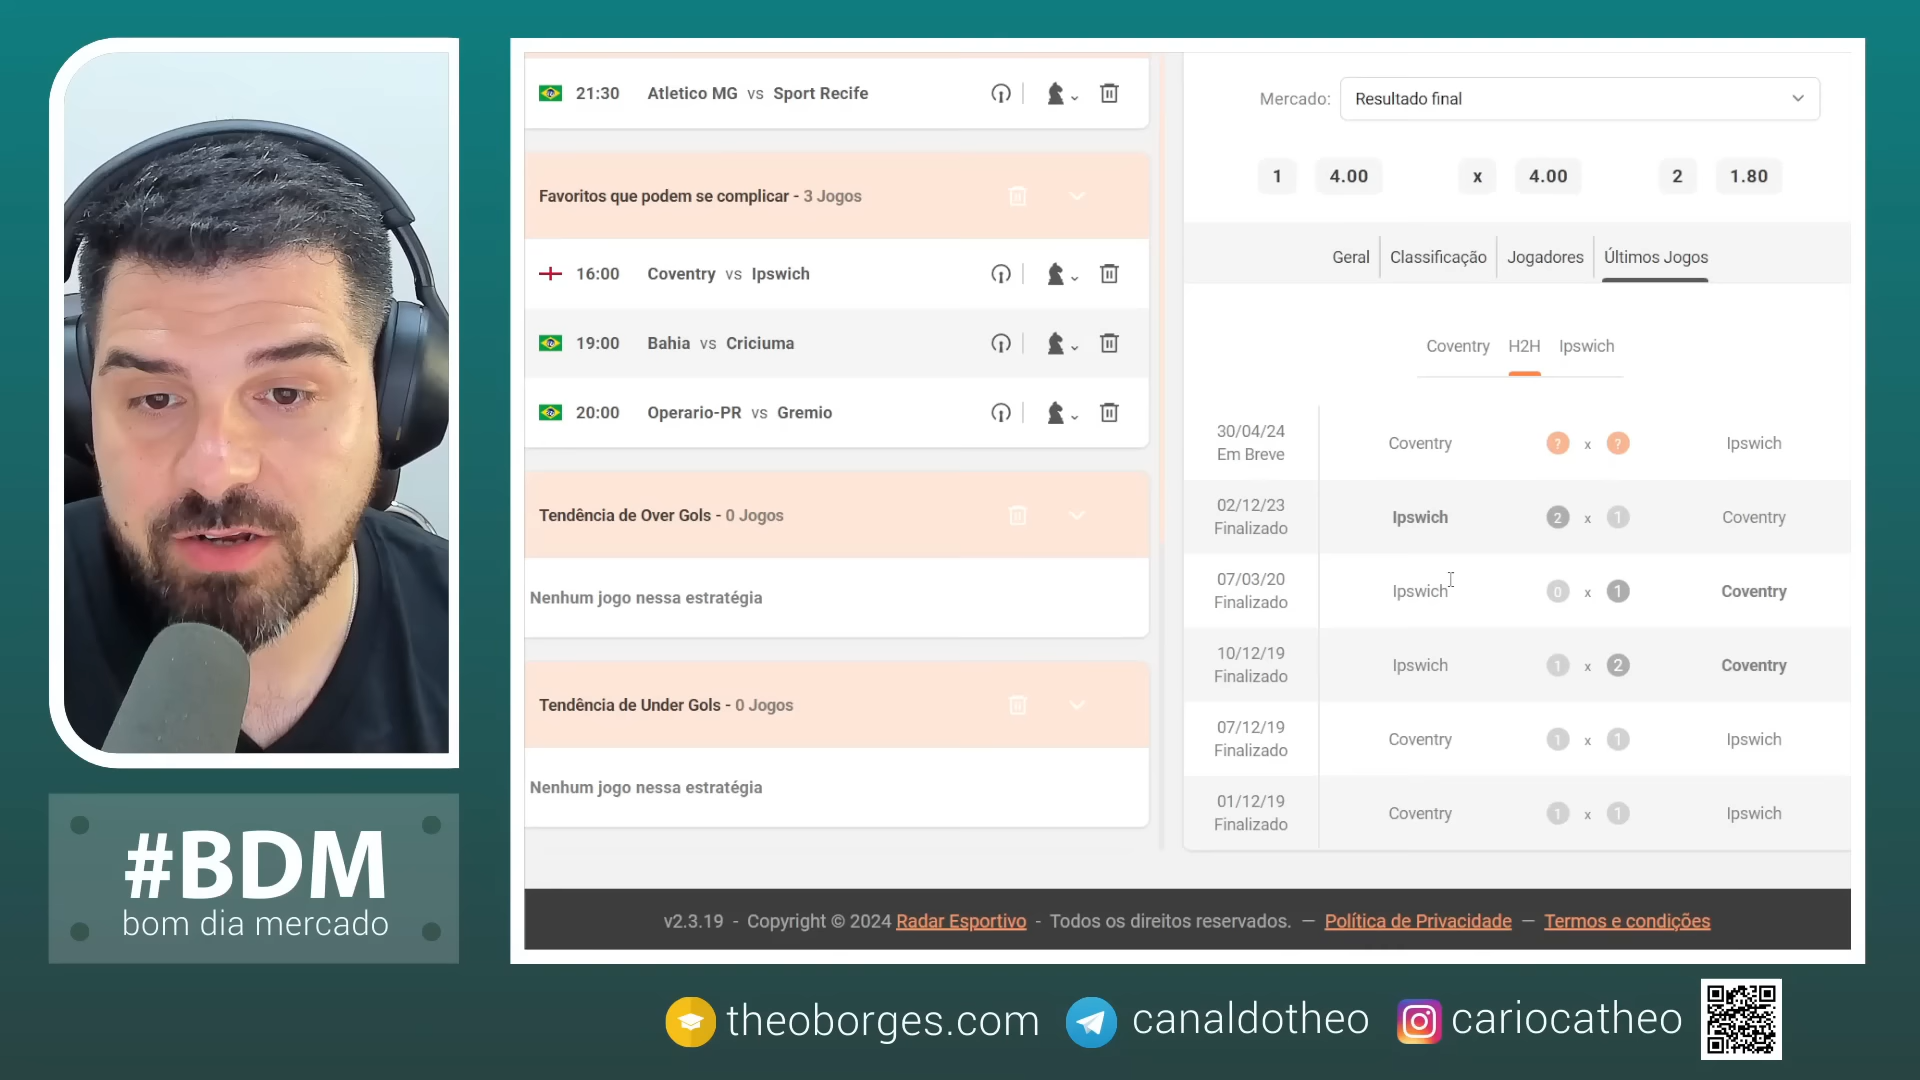 21:30 Atletico MG vs Sport Recife
Favoritos que podem se complicar - 3 Jogos
16:00 Coventry vs Ipswich
19:00 Bahia vs Criciuma
20:00 Operario-PR vs Gremio
Tendência de Over Gols - 0 Jogos
Nenhum jogo nessa estratégia
Tendência de Under Gols - 0 Jogos
Nenhum jogo nessa estratégia
Mercado: Resultado final
1 4.00 x 4.00 2 1.80
Geral Classificação Jogadores Últimos Jogos
Coventry H2H Ipswich
30/04/24
Em Breve
Coventry ? x ? Ipswich
02/12/23
Finalizado
Ipswich 2 x 1 Coventry
07/03/20
Finalizado
Ipswich 0 x 1 Coventry
10/12/19
Finalizado
Ipswich 1 x 2 Coventry
07/12/19
Finalizado
Coventry 1 x 1 Ipswich
01/12/19
Finalizado
Coventry 1 x 1 Ipswich
v2.3.19 - Copyright © 2024 Radar Esportivo - Todos os direitos reservados. — Política de Privacidade — Termos e condições
#BDM
bom dia mercado
theoborges.com canaldotheo cariocatheo